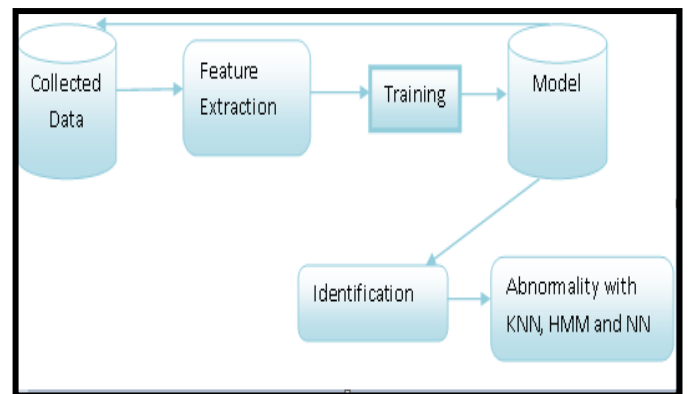 Collected
Data
Feature
Extraction
Training
Model
Identification
Abnormality with
KNN, HMM and NN